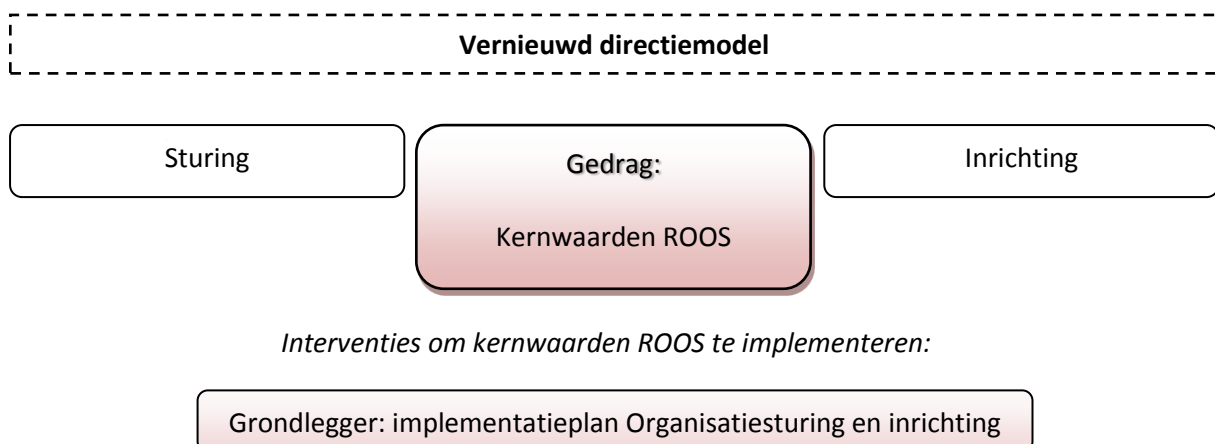 Vernieuwd directiemodel
Sturing
Gedrag:
Kernwaarden ROOS
Inrichting
Interventies om kernwaarden ROOS te implementeren:
Grondlegger: implementatieplan Organisatiesturing en inrichting